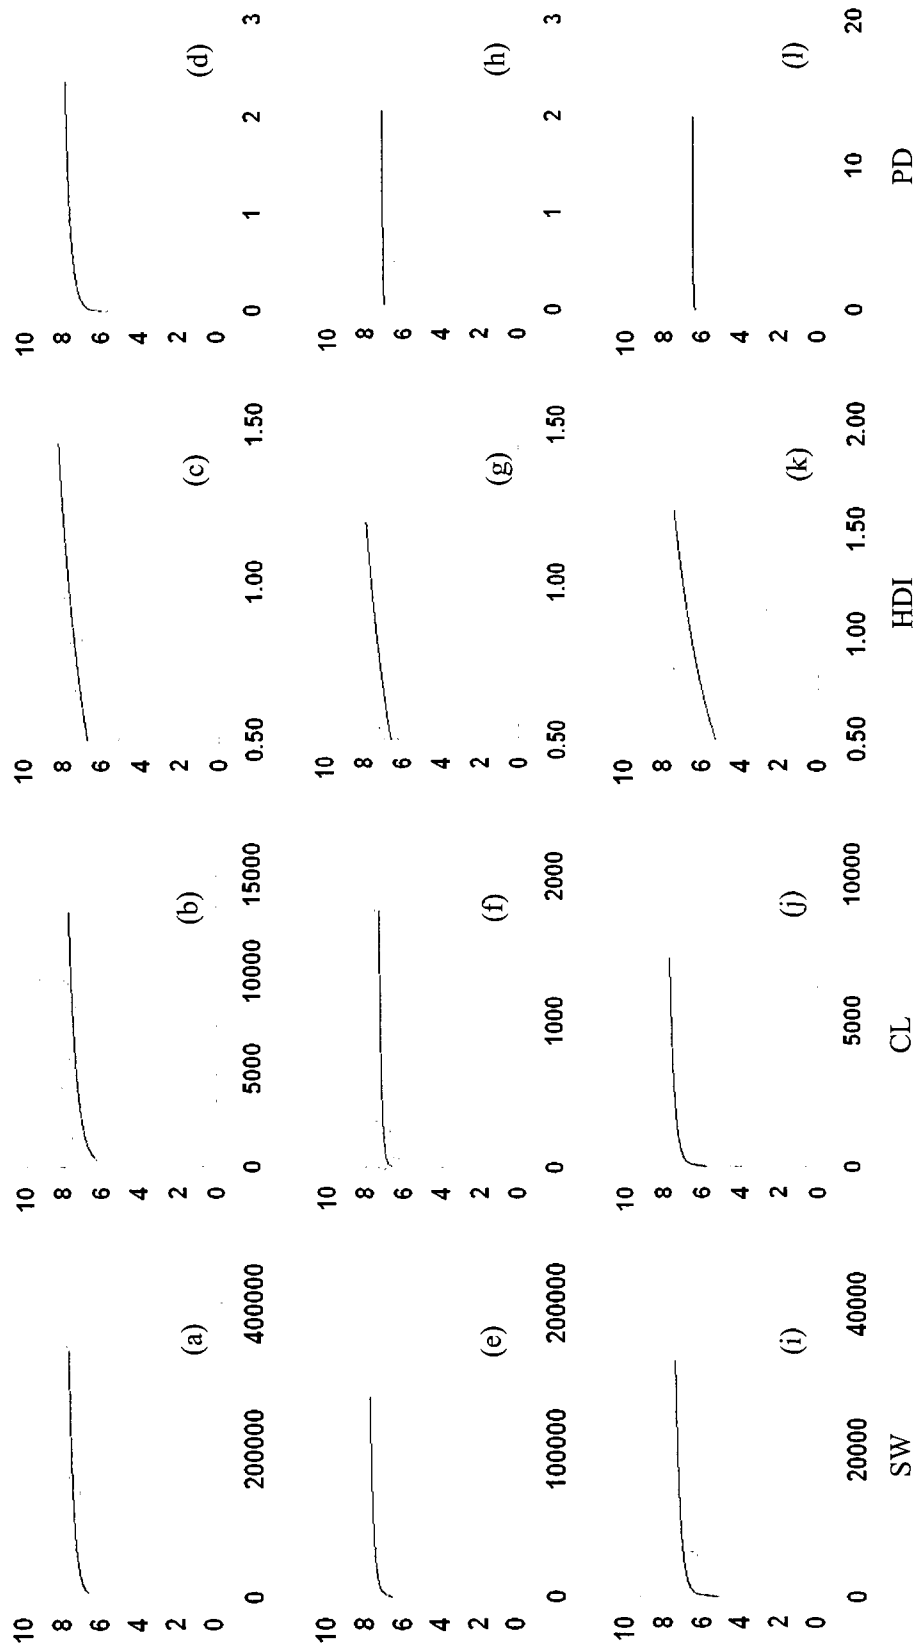 10
8
6
4
2
0
(a)
0 200000 400000
10
8
6
4
2
0
(b)
0 5000 10000 15000
10
8
6
4
2
0
(c)
0.50 1.00 1.50
10
8
6
4
2
0
(d)
0 1 2 3
10
8
6
4
2
0
(e)
0 100000 200000
10
8
6
4
2
0
(f)
0 1000 2000
10
8
6
4
2
0
(g)
0.50 1.00 1.50
10
8
6
4
2
0
(h)
0 1 2 3
10
8
6
4
2
0
(i)
0 20000 40000
SW
10
8
6
4
2
0
(j)
0 5000 10000
CL
10
8
6
4
2
0
(k)
0.50 1.00 1.50 2.00
HDI
10
8
6
4
2
0
(l)
0 10 20
PD